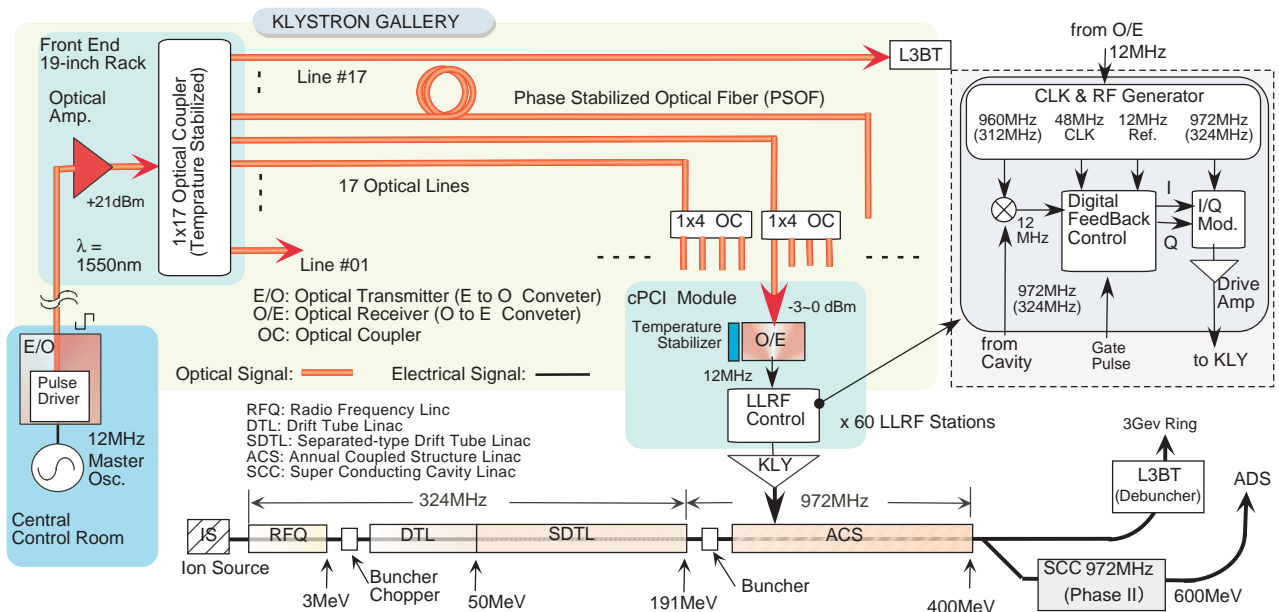 KLYSTRON GALLERY
Front End
19-inch Rack
Optical
Amp.
+21dBm
λ =
1550nm
1x17 Optical Coupler
(Temprature Stabilized)
Line #17
L3BT
Phase Stabilized Optical Fiber (PSOF)
17 Optical Lines
1x4 OC
1x4 OC
Line #01
E/O: Optical Transmitter (E to O Conveter)
O/E: Optical Receiver (O to E Conveter)
OC: Optical Coupler
Optical Signal:
Electrical Signal:
cPCI Module
-3~0 dBm
Temperature
Stabilizer
O/E
12MHz
LLRF
Control
x 60 LLRF Stations
KLY
from O/E
12MHz
CLK & RF Generator
960MHz
(312MHz)
48MHz
CLK
12MHz
Ref.
972MHz
(324MHz)
12
MHz
Digital
FeedBack
Control
I
Q
I/Q
Mod.
Drive
Amp
972MHz
(324MHz)
from
Cavity
Gate
Pulse
to KLY
E/O
Pulse
Driver
12MHz
Master
Osc.
Central
Control Room
RFQ: Radio Frequency Linc
DTL: Drift Tube Linac
SDTL: Separated-type Drift Tube Linac
ACS: Annual Coupled Structure Linac
SCC: Super Conducting Cavity Linac
324MHz
972MHz
IS
Ion Source
RFQ
DTL
SDTL
ACS
Buncher
Chopper
Buncher
3MeV
50MeV
191MeV
400MeV
3Gev Ring
L3BT
(Debuncher)
ADS
SCC 972MHz
(Phase II)
600MeV